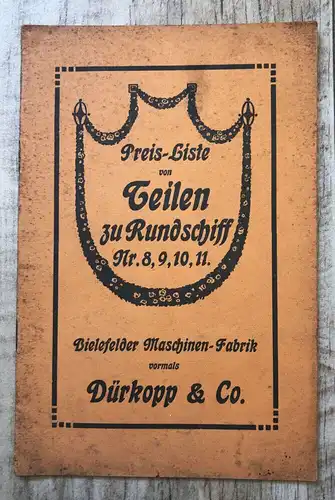 Preis-Liste
von
Teilen
zu Rundschiff
Nr. 8, 9, 10, 11.
Bielefelder Maschinen-Fabrik
vormals
Dürkopp & Co.